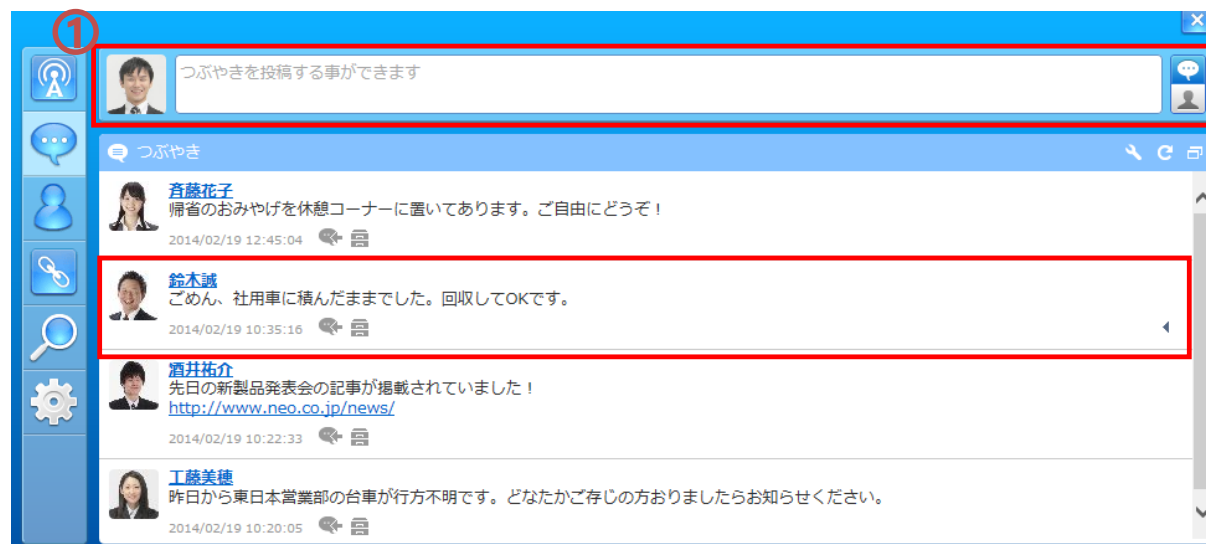 ①
つぶやきを投稿する事ができます
つぶやき
斉藤花子
帰省のおみやげを休憩コーナーに置いてあります。ご自由にどうぞ！
2014/02/19 12:45:04
鈴木誠
ごめん、社用車に積んだままでした。回収してOKです。
2014/02/19 10:35:16
酒井祐介
先日の新製品発表会の記事が掲載されていました！
http://www.neo.co.jp/news/
2014/02/19 10:22:33
工藤美穂
昨日から東日本営業部の台車が行方不明です。どなたかご存じの方おりましたらお知らせください。
2014/02/19 10:20:05